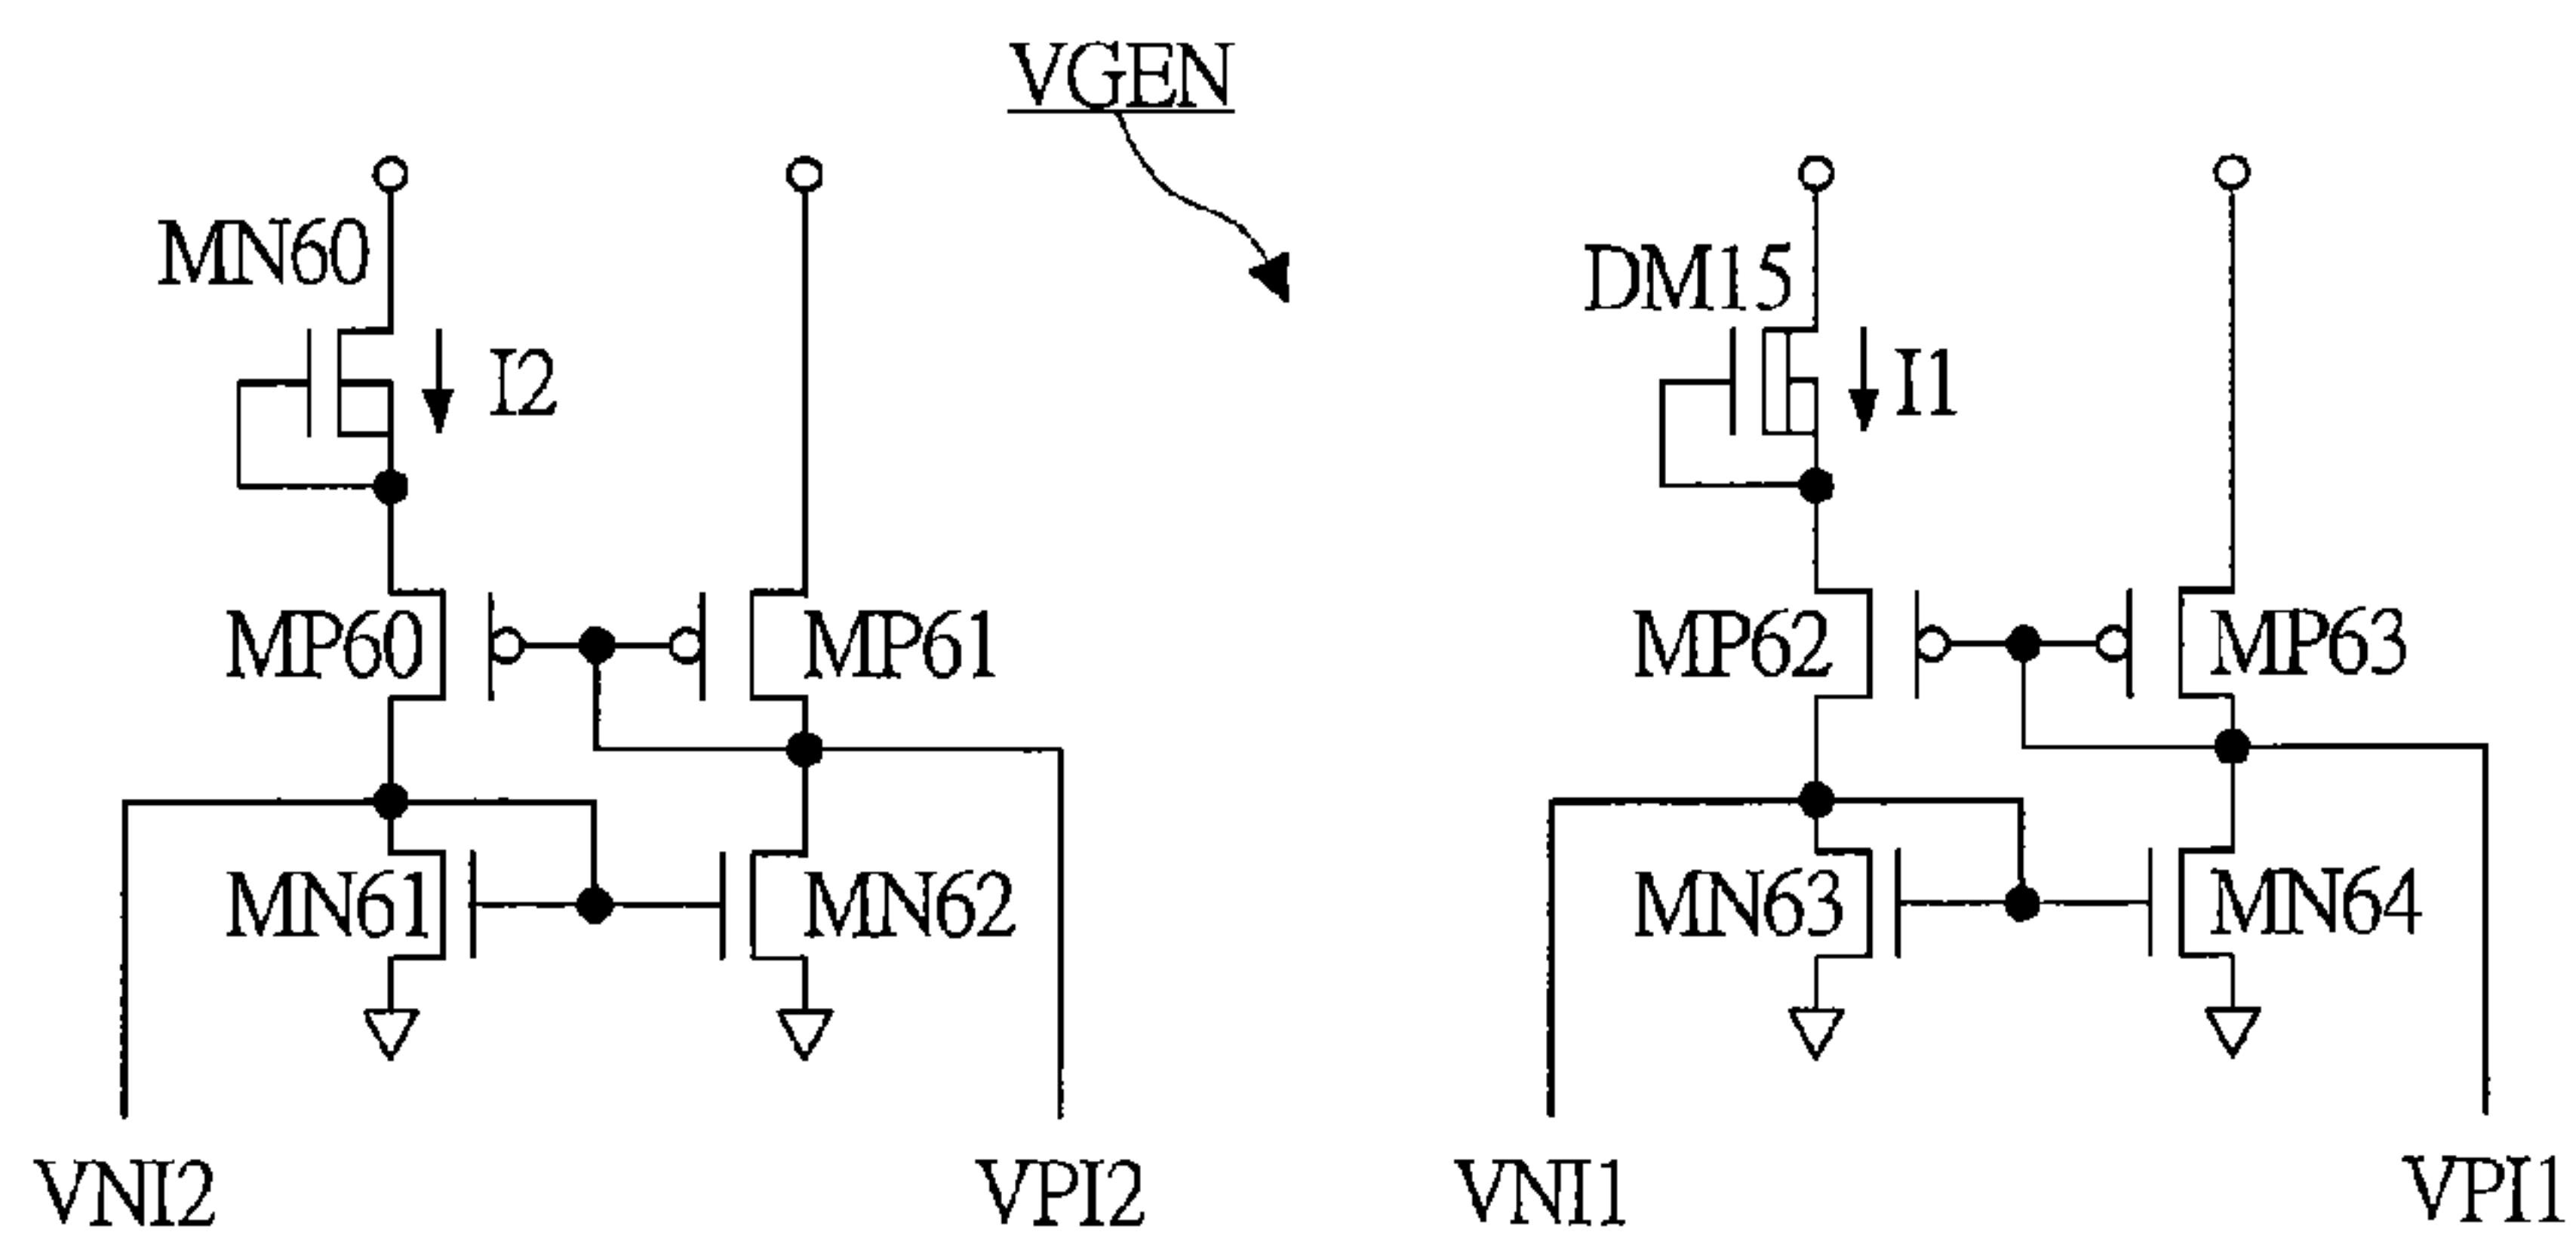 VGEN
MN60
DM15
I2
I1
MP60
MP61
MP62
MP63
MN61
MN62
MN63
MN64
VNI2
VPI2
VNI1
VPI1